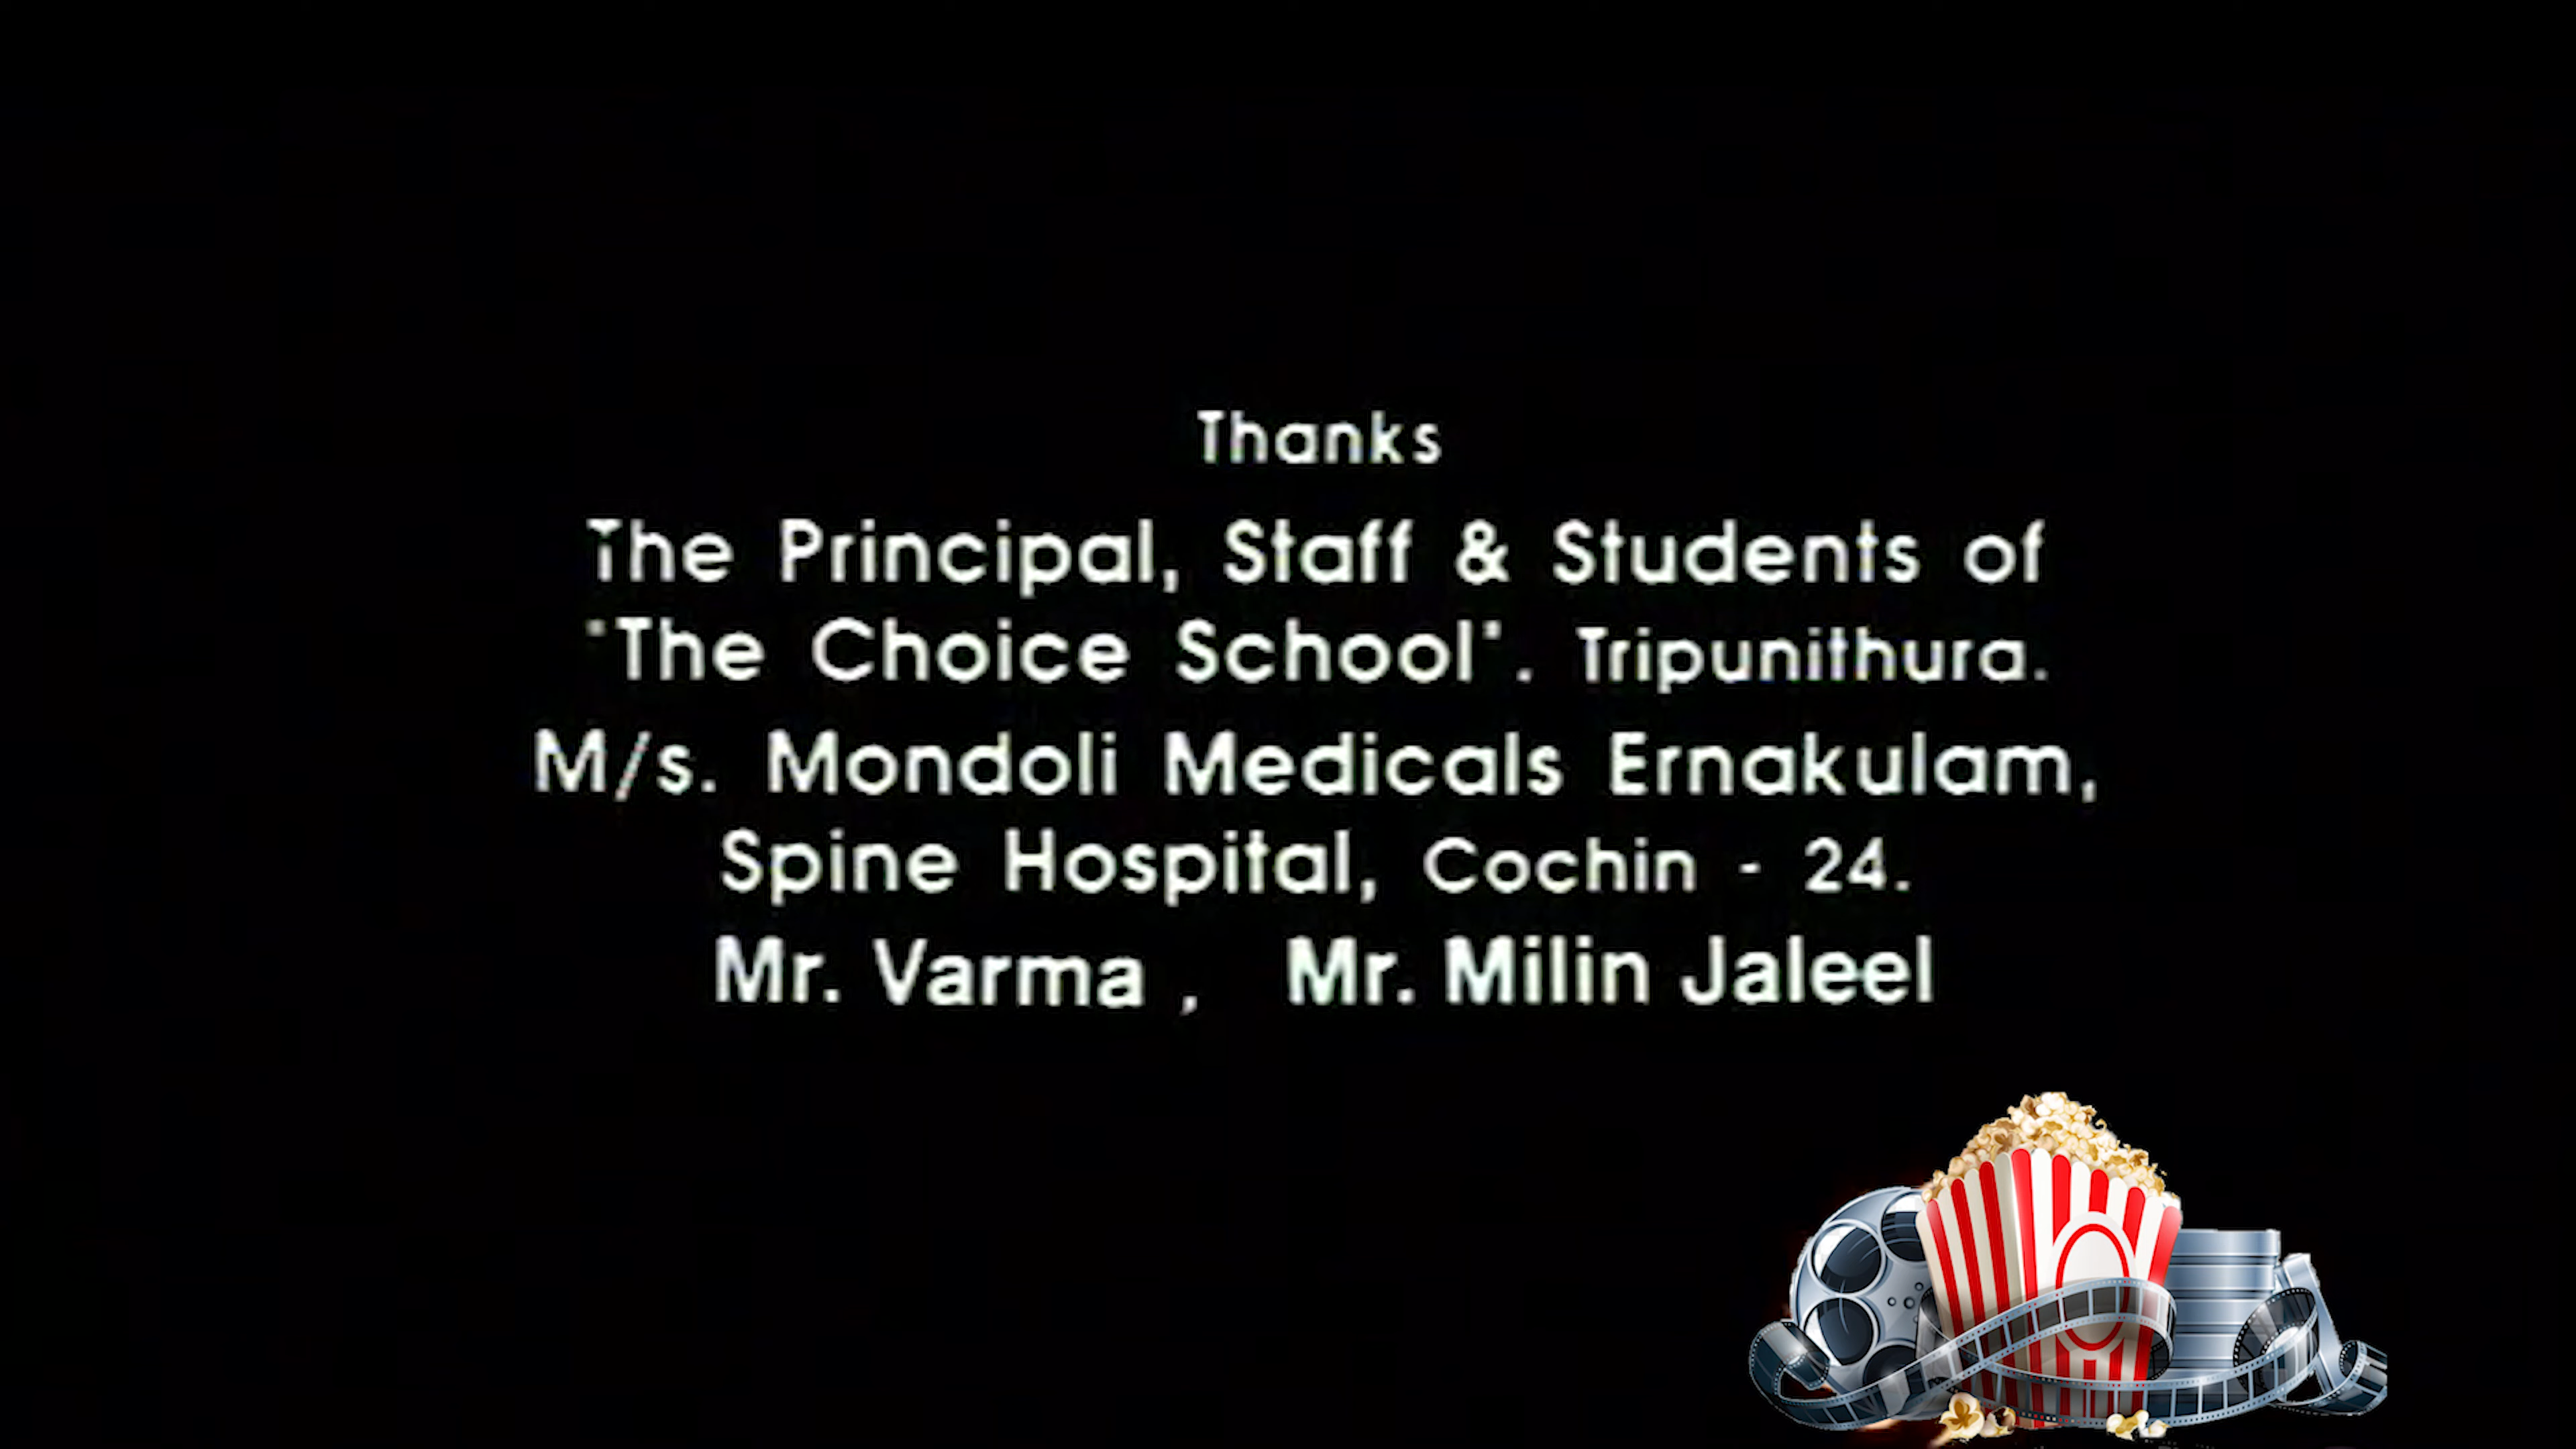 Thanks
The Principal, Staff & Students of
"The Choice School". Tripunithura.
M/s. Mondoli Medicals Ernakulam,
Spine Hospital, Cochin - 24.
Mr. Varma , Mr. Milin Jaleel